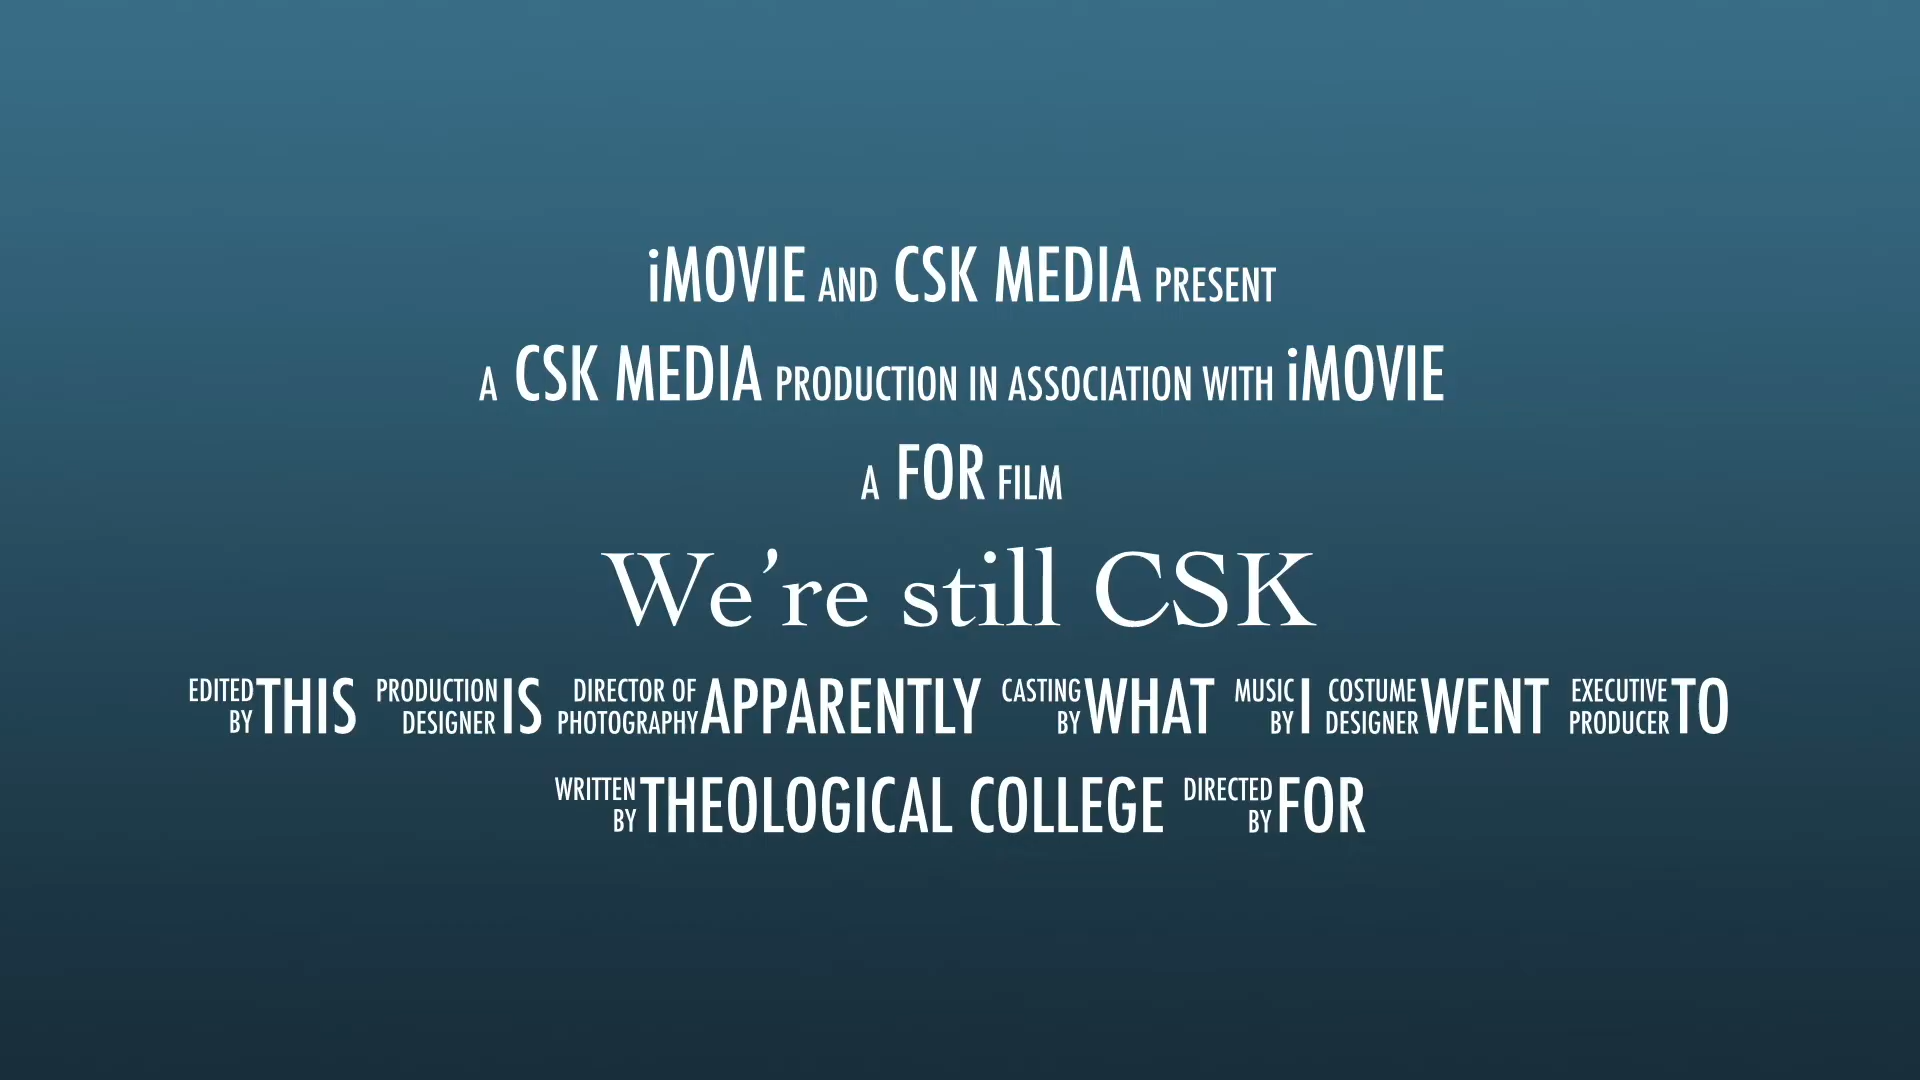 iMOVIE AND CSK MEDIA PRESENT
A CSK MEDIA PRODUCTION IN ASSOCIATION WITH iMOVIE
A FOR FILM
We’re still CSK
EDITED BY THIS PRODUCTION DESIGNER IS DIRECTOR OF PHOTOGRAPHY APPARENTLY CASTING BY WHAT MUSIC BY I COSTUME DESIGNER WENT EXECUTIVE PRODUCER TO
WRITTEN BY THEOLOGICAL COLLEGE DIRECTED BY FOR